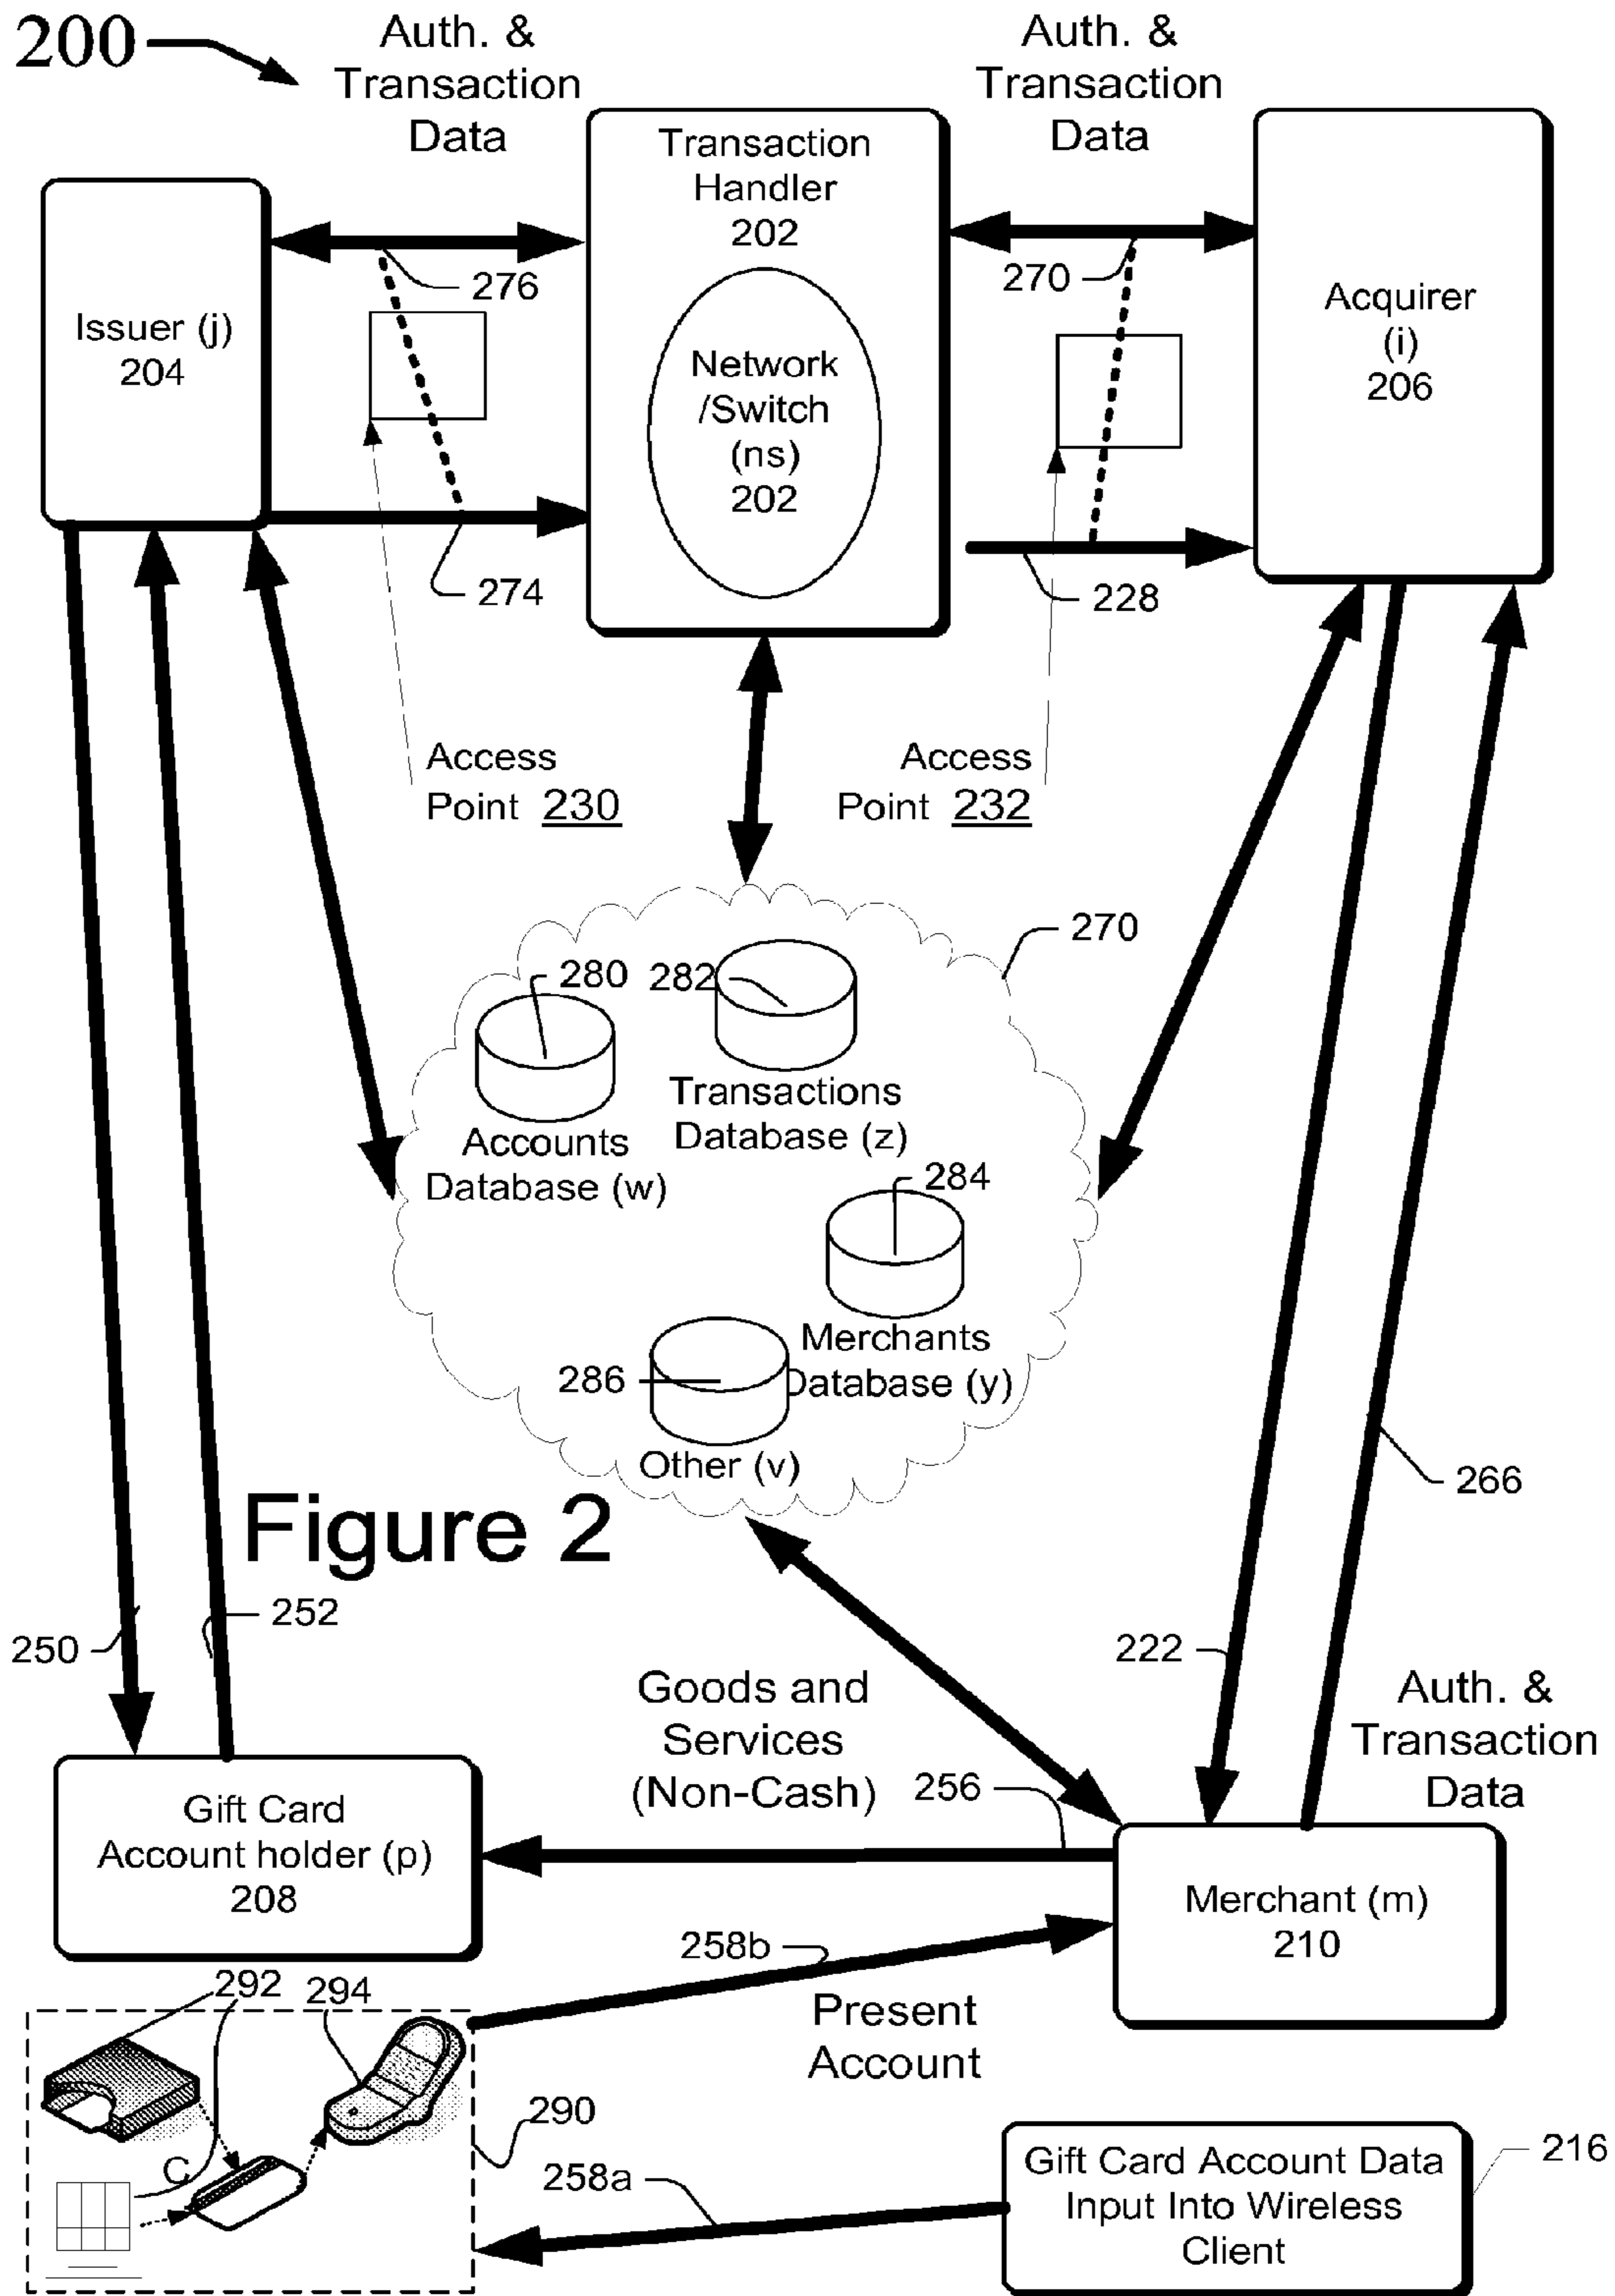 200
Auth. &
Transaction
Data
Auth. &
Transaction
Data
Transaction
Handler
202
Network
/Switch
(ns)
202
Issuer (j)
204
Acquirer
(i)
206
276
270
274
228
Access
Point 230
Access
Point 232
270
280
282
Transactions
Database (z)
Accounts
Database (w)
284
Merchants
Database (y)
286
Other (v)
266
Figure 2
252
250
222
Goods and
Services
(Non-Cash)
256
Auth. &
Transaction
Data
Gift Card
Account holder (p)
208
Merchant (m)
210
258b
Present
Account
292
294
290
C
258a
Gift Card Account Data
Input Into Wireless
Client
216